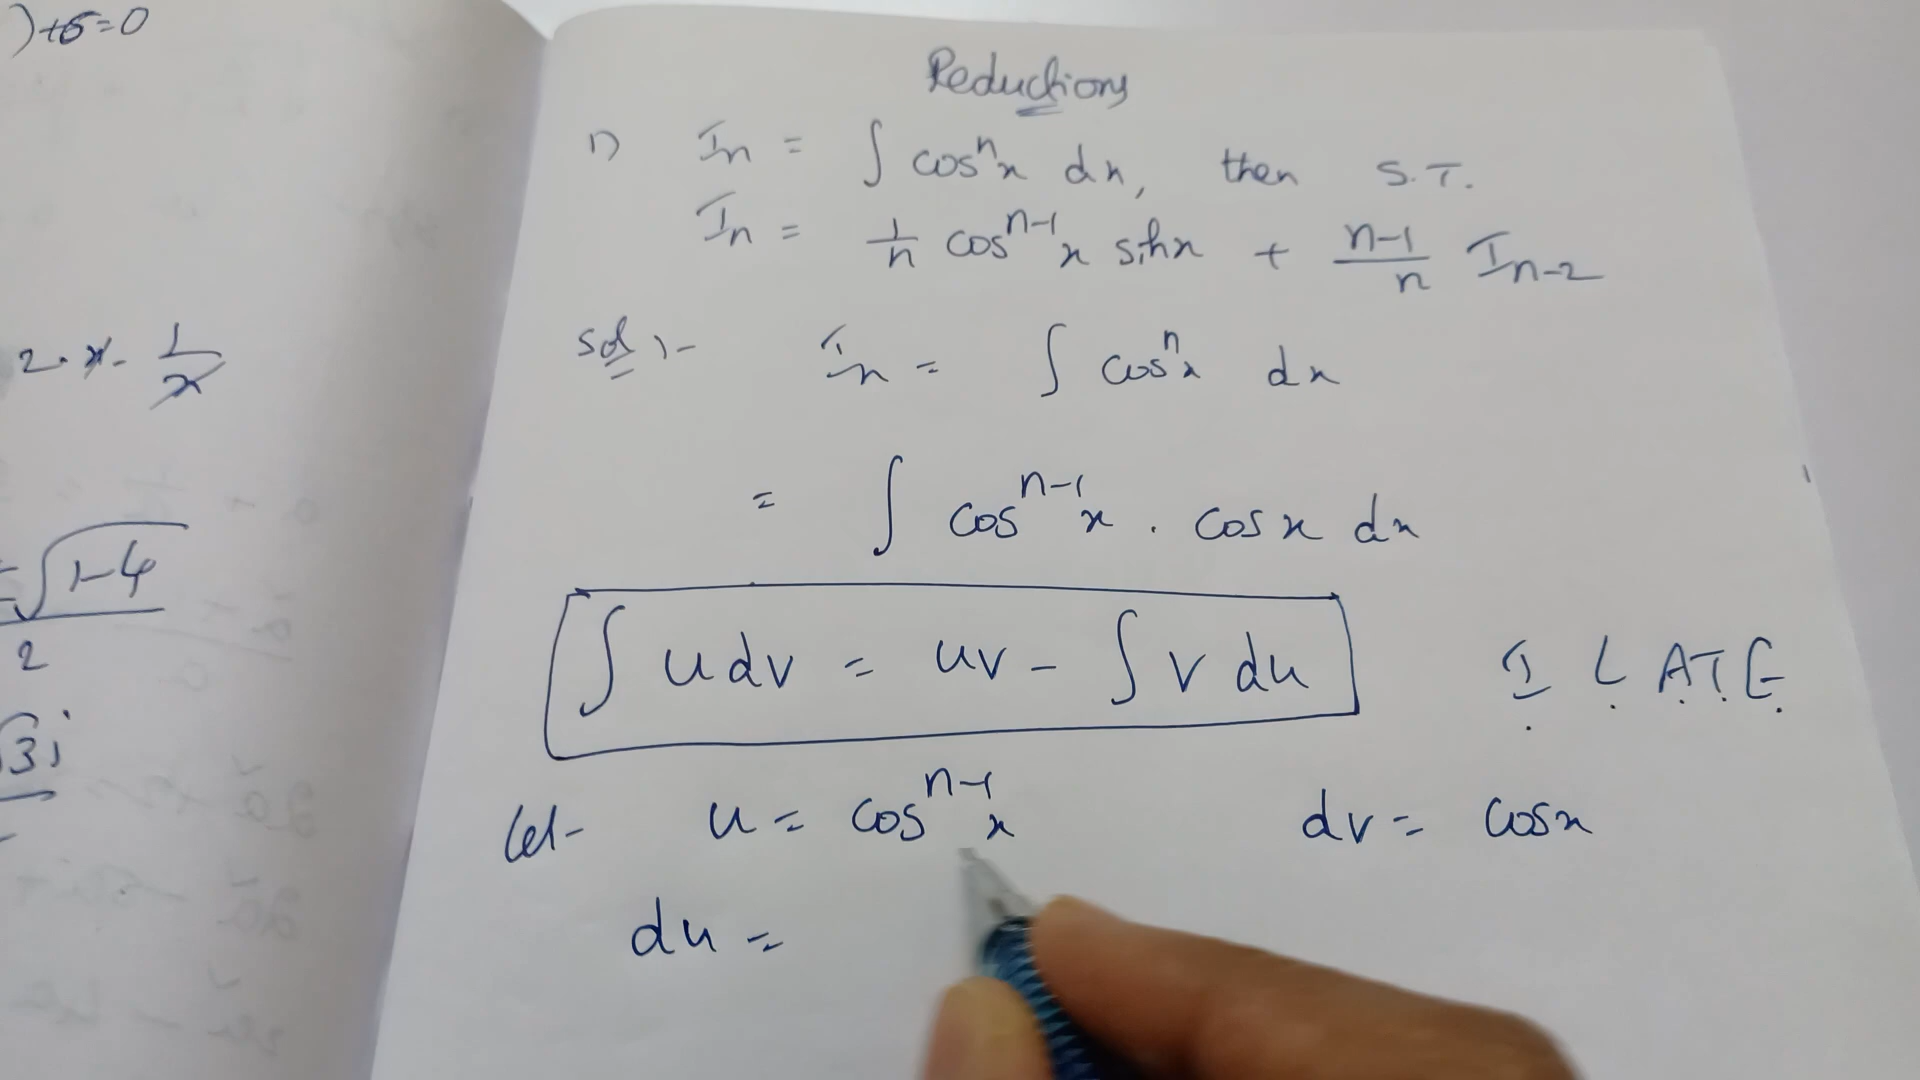 )+5=0
2·x·1/x
=√1-4/2
√3i
Reductions
1) Iₙ = ∫ cosⁿx dx, then S.T.
Iₙ = 1/n cosⁿ⁻¹x sinx + n-1/n Iₙ₋₂
Sol :- Iₙ = ∫ cosⁿx dx
= ∫ cosⁿ⁻¹x . cosx dx
∫ u dv = uv - ∫ v du I L A T E
Let u = cosⁿ⁻¹x dv = cosx
du =